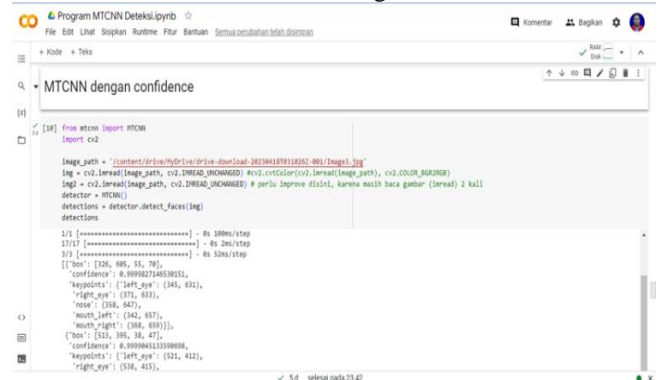 Program MTCNN Deteksi.ipynb
Komentar Bagikan
File Edit Lihat Sisipkan Runtime Fitur Bantuan Semua perubahan telah disimpan
+ Kode + Teks
RAM
Disk
MTCNN dengan confidence
[10] from mtcnn import MTCNN
import cv2
image_path = '/content/drive/MyDrive/drive-download-20230418T031026Z-001/Image3.jpg'
img = cv2.imread(image_path, cv2.IMREAD_UNCHANGED) #cv2.cvtColor(cv2.imread(image_path), cv2.COLOR_BGR2RGB)
img2 = cv2.imread(image_path, cv2.IMREAD_UNCHANGED) # perlu improve disini, karena masih baca gambar (imread) 2 kali
detector = MTCNN()
detections = detector.detect_faces(img)
detections
1/1 [==============================] - 0s 100ms/step
17/17 [==============================] - 0s 2ms/step
3/3 [==============================] - 0s 52ms/step
[{'box': [326, 605, 55, 70],
'confidence': 0.9999827146530151,
'keypoints': {'left_eye': (345, 631),
'right_eye': (371, 633),
'nose': (358, 647),
'mouth_left': (342, 657),
'mouth_right': (368, 659)}},
{'box': [513, 395, 38, 47],
'confidence': 0.9999045133590698,
'keypoints': {'left_eye': (521, 412),
'right_eye': (538, 415),
5 d selesai pada 23.42